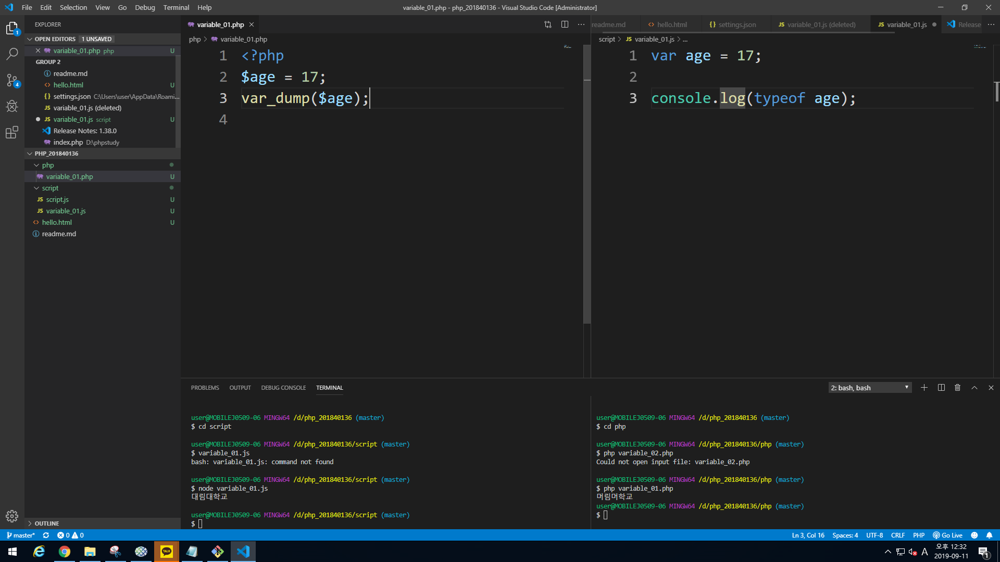 File Edit Selection View Go Debug Terminal Help
variable_01.php - php_201840136 - Visual Studio Code [Administrator]
EXPLORER
OPEN EDITORS 1 UNSAVED
variable_01.php php U
GROUP 2
readme.md
hello.html U
settings.json C:\Users\user\AppData\Roami...
variable_01.js (deleted)
variable_01.js script U
Release Notes: 1.38.0
index.php D:\phpstudy
PHP_201840136
php
variable_01.php U
script
script.js U
variable_01.js U
hello.html U
readme.md
OUTLINE
variable_01.php
php > variable_01.php
1 <?php
2 $age = 17;
3 var_dump($age);
4
readme.md hello.html settings.json variable_01.js (deleted) variable_01.js Release
script > JS variable_01.js > ...
1 var age = 17;
2
3 console.log(typeof age);
PROBLEMS OUTPUT DEBUG CONSOLE TERMINAL
2: bash, bash
user@MOBILEJ0509-06 MINGW64 /d/php_201840136 (master)
$ cd script
user@MOBILEJ0509-06 MINGW64 /d/php_201840136/script (master)
$ variable_01.js
bash: variable_01.js: command not found
user@MOBILEJ0509-06 MINGW64 /d/php_201840136/script (master)
$ node variable_01.js
대림대학교
user@MOBILEJ0509-06 MINGW64 /d/php_201840136/script (master)
$
user@MOBILEJ0509-06 MINGW64 /d/php_201840136 (master)
$ cd php
user@MOBILEJ0509-06 MINGW64 /d/php_201840136/php (master)
$ php variable_02.php
Could not open input file: variable_02.php
user@MOBILEJ0509-06 MINGW64 /d/php_201840136/php (master)
$ php variable_01.php
머림머학교
user@MOBILEJ0509-06 MINGW64 /d/php_201840136/php (master)
$
master* 0 0
Ln 3, Col 16 Spaces: 4 UTF-8 CRLF PHP Go Live
TALK
A 오후 12:32
2019-09-11
1